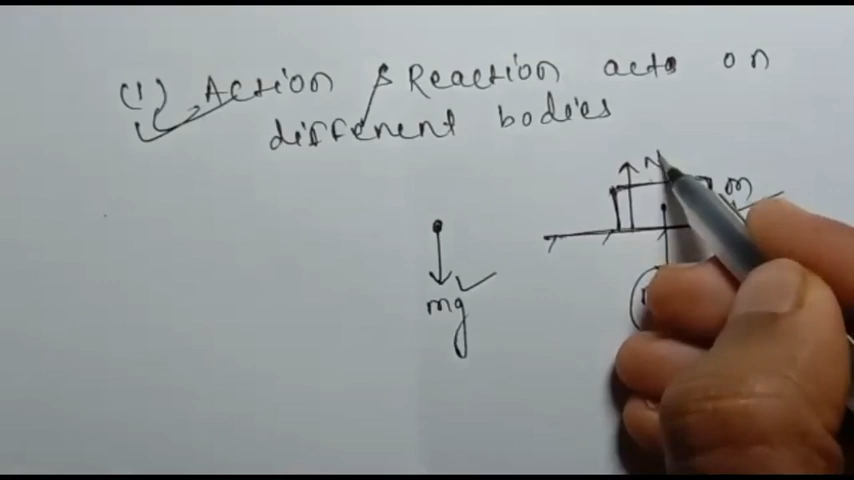 (1) Action & Reaction acts on
different bodies
N
m
mg